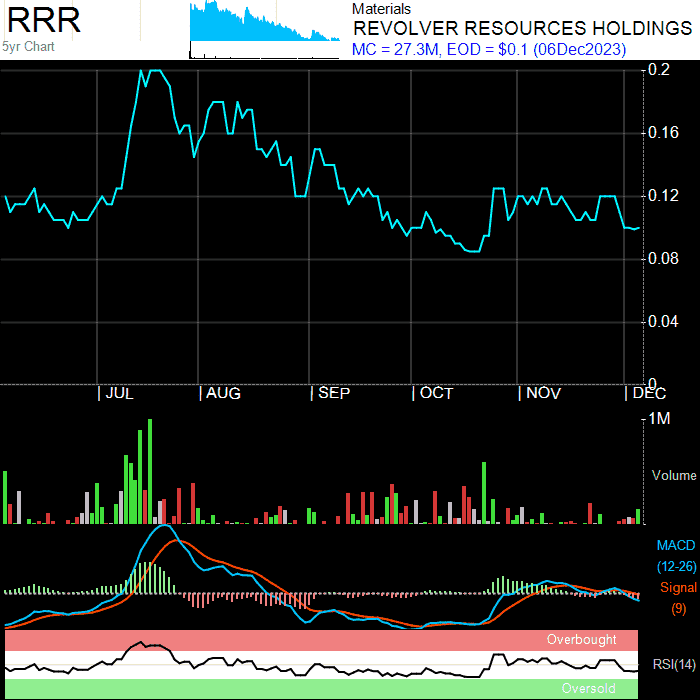 RRR
5yr Chart
Materials
REVOLVER RESOURCES HOLDINGS
MC = 27.3M, EOD = $0.1 (06Dec2023)
0.2
0.16
0.12
0.08
0.04
0
JUL
AUG
SEP
OCT
NOV
DEC
1M
Volume
MACD
(12-26)
Signal
(9)
Overbought
RSI(14)
Oversold